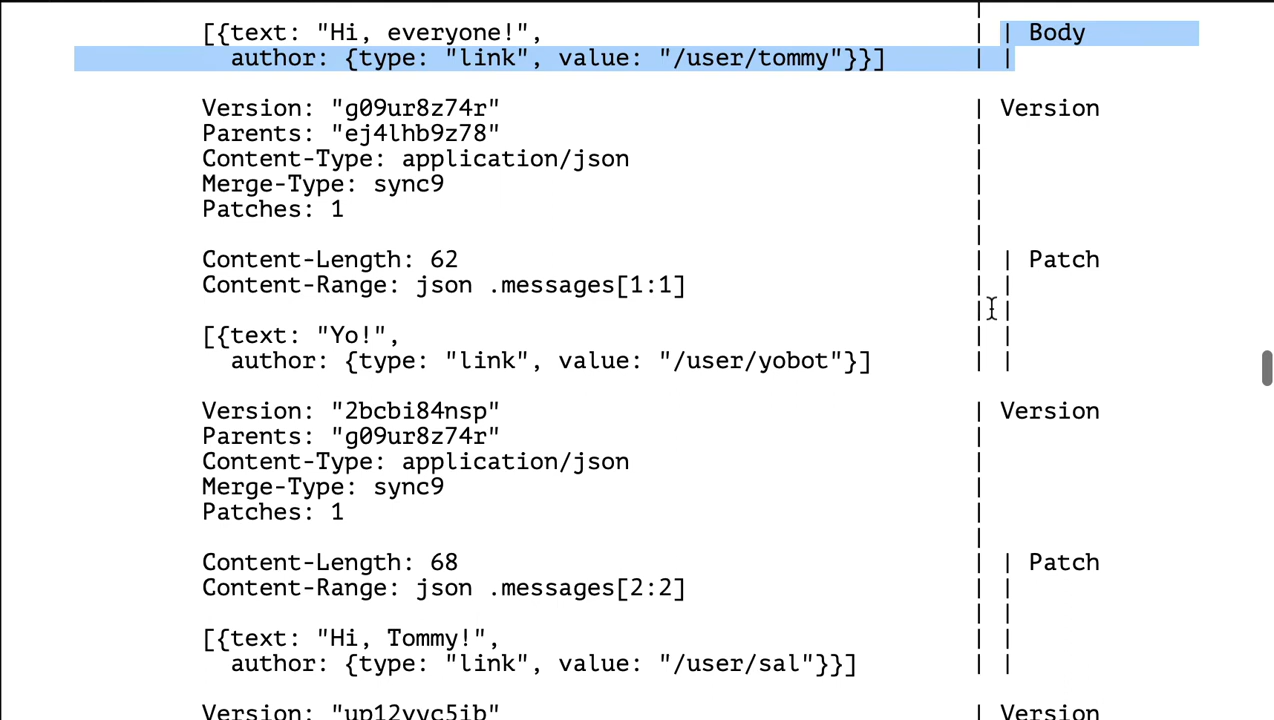 [{text: "Hi, everyone!", | | Body
author: {type: "link", value: "/user/tommy"}}] | |
Version: "g09ur8z74r" | Version
Parents: "ej4lhb9z78" |
Content-Type: application/json |
Merge-Type: sync9 |
Patches: 1 |
|
Content-Length: 62 | | Patch
Content-Range: json .messages[1:1] | |
| |
[{text: "Yo!", | |
author: {type: "link", value: "/user/yobot"}] | |
Version: "2bcbi84nsp" | Version
Parents: "g09ur8z74r" |
Content-Type: application/json |
Merge-Type: sync9 |
Patches: 1 |
|
Content-Length: 68 | | Patch
Content-Range: json .messages[2:2] | |
| |
[{text: "Hi, Tommy!", | |
author: {type: "link", value: "/user/sal"}}] | |
Version: | Version